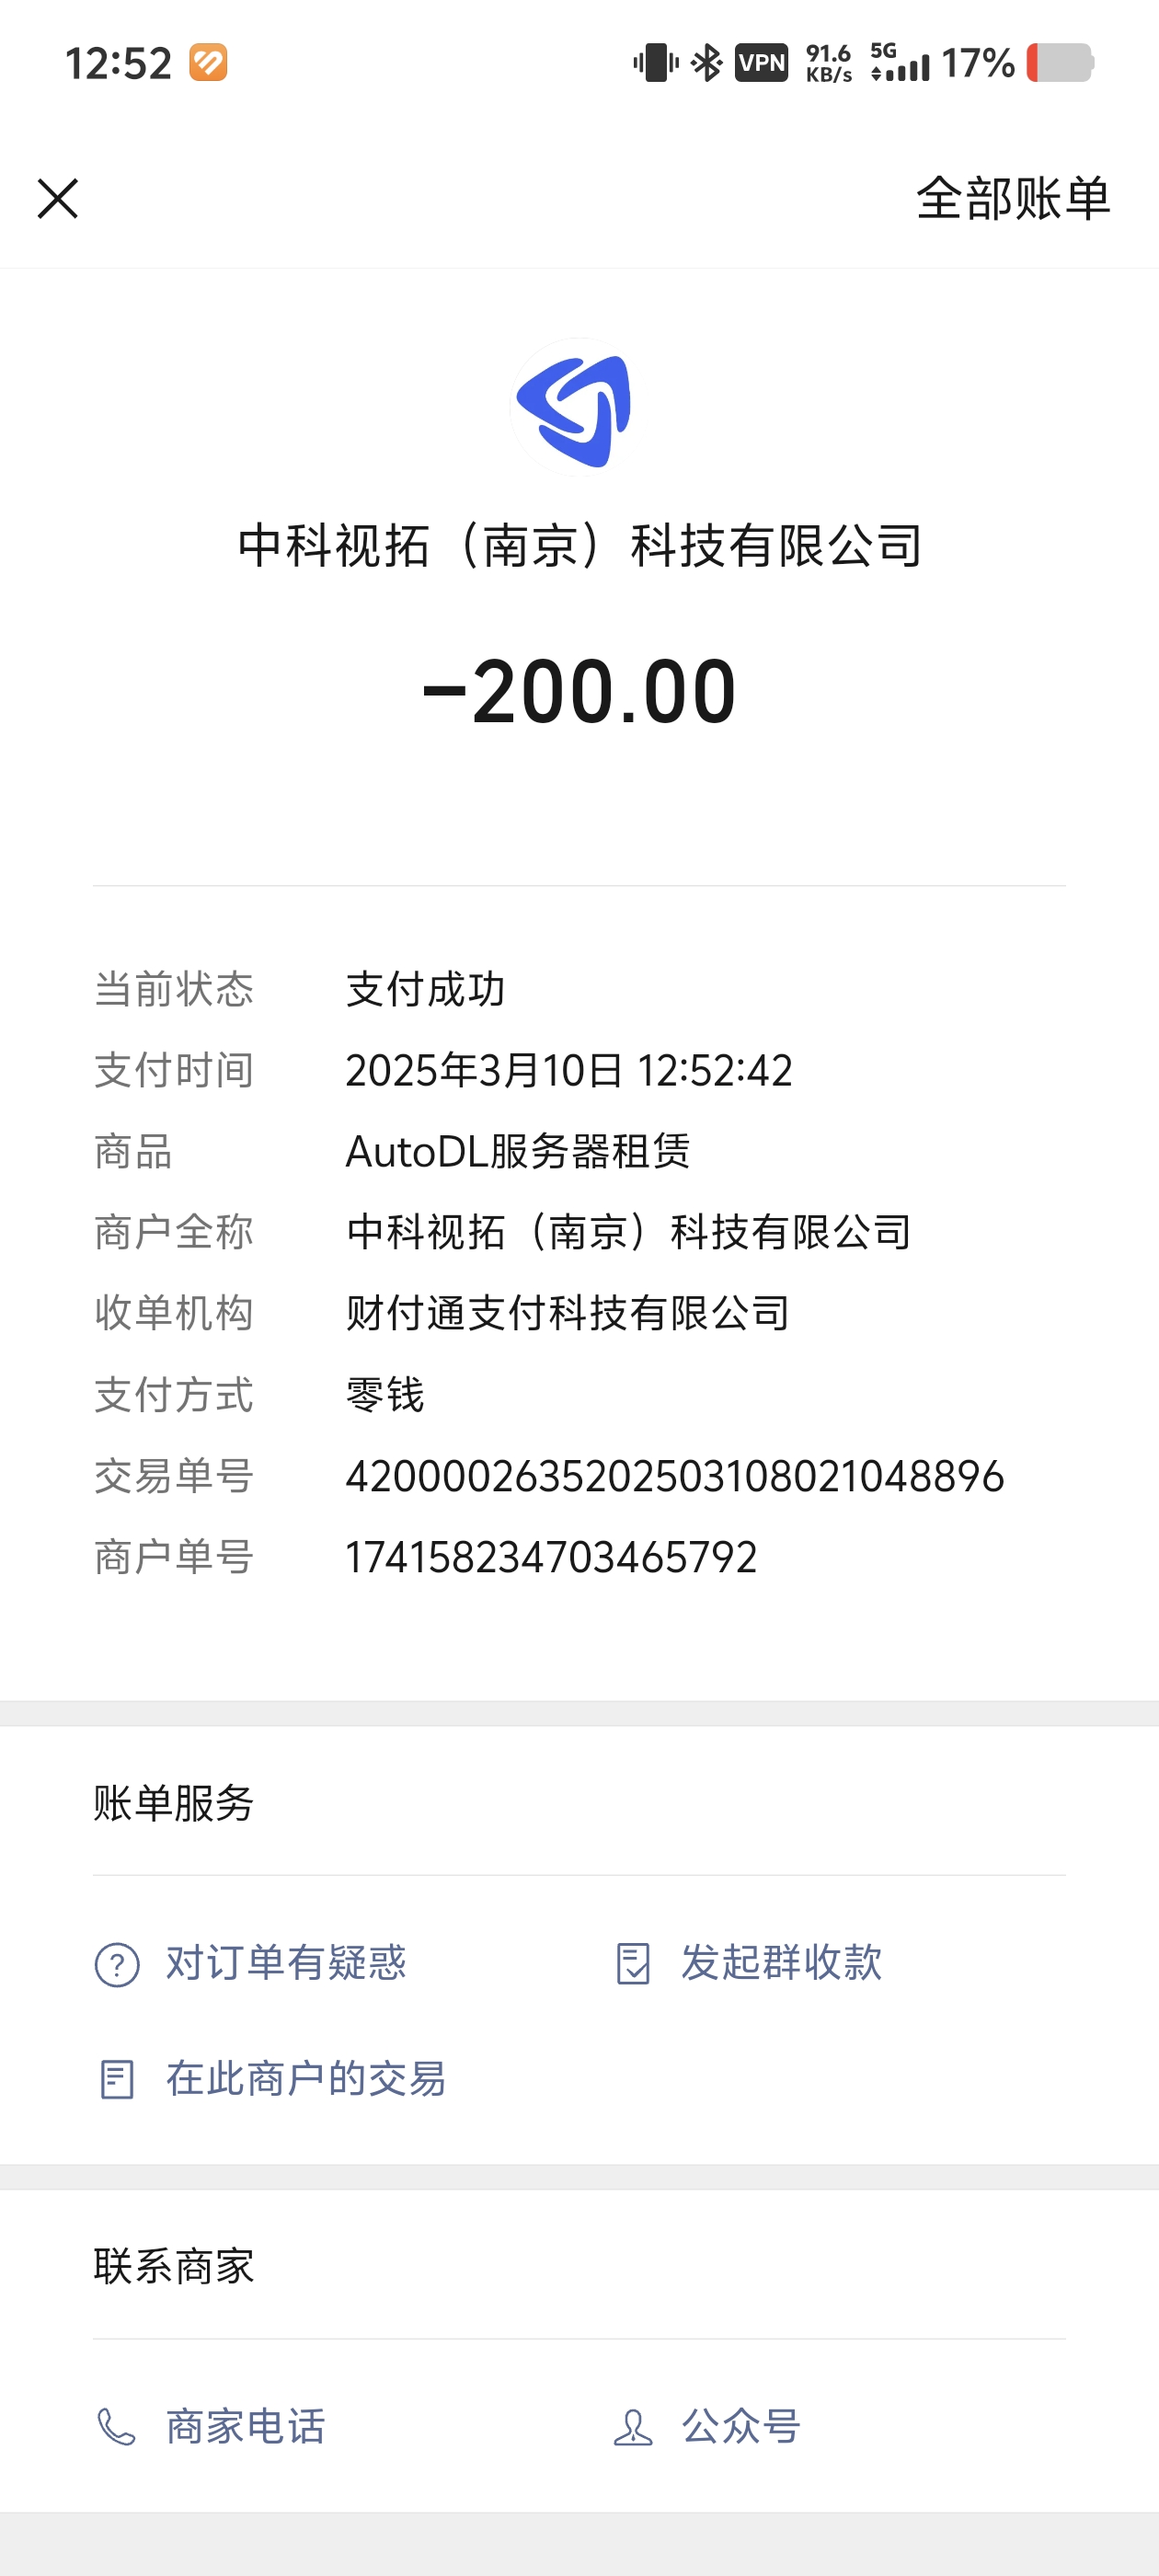 12:52 VPN 91.6 KB/s 5G 17%
全部账单
中科视拓（南京）科技有限公司
-200.00
当前状态 支付成功
支付时间 2025年3月10日 12:52:42
商品 AutoDL服务器租赁
商户全称 中科视拓（南京）科技有限公司
收单机构 财付通支付科技有限公司
支付方式 零钱
交易单号 4200002635202503108021048896
商户单号 174158234703465792
账单服务
对订单有疑惑 发起群收款
在此商户的交易
联系商家
商家电话 公众号